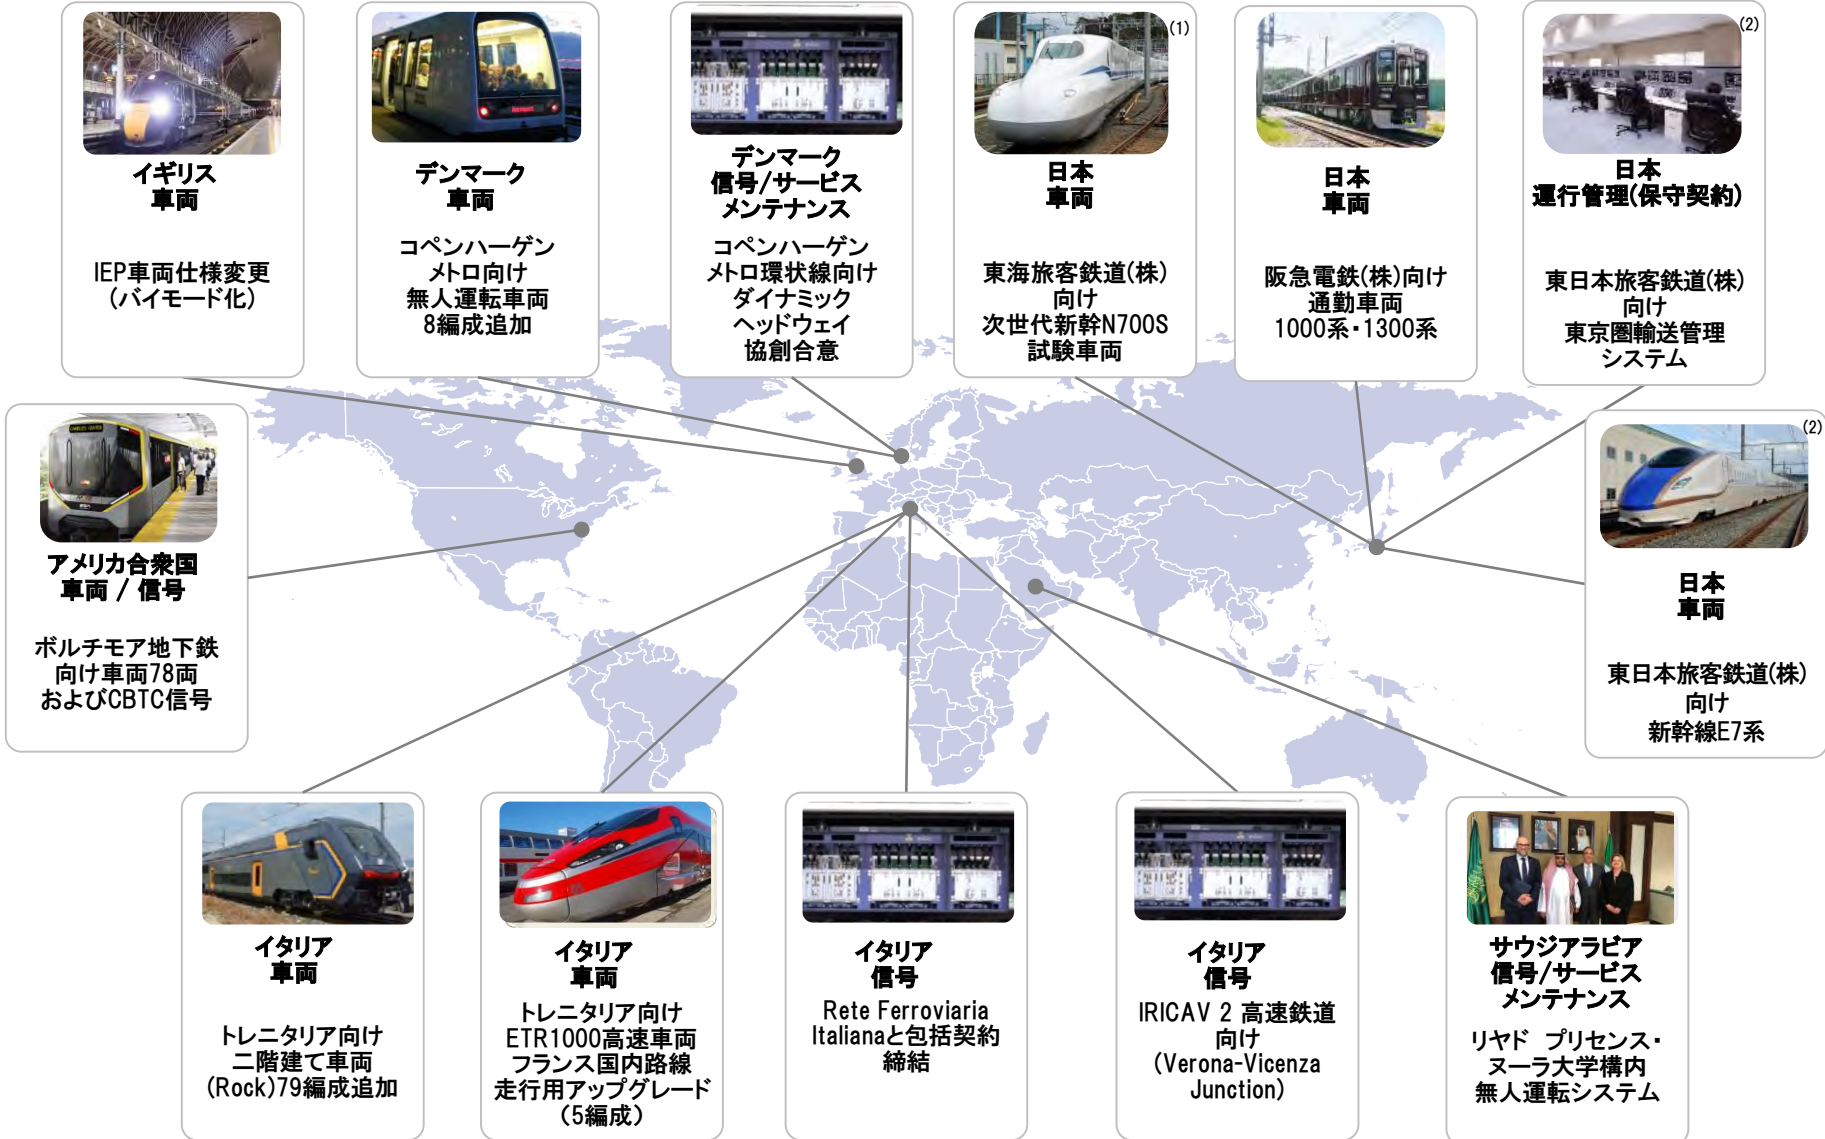 イギリス
車両
IEP車両仕様変更
(バイモード化)
デンマーク
車両
コペンハーゲン
メトロ向け
無人運転車両
8編成追加
デンマーク
信号/サービス
メンテナンス
コペンハーゲン
メトロ環状線向け
ダイナミック
ヘッドウェイ
協創合意
(1)
日本
車両
東海旅客鉄道(株)
向け
次世代新幹N700S
試験車両
日本
車両
阪急電鉄(株)向け
通勤車両
1000系・1300系
(2)
日本
運行管理(保守契約)
東日本旅客鉄道(株)
向け
東京圏輸送管理
システム
アメリカ合衆国
車両 / 信号
ボルチモア地下鉄
向け車両78両
およびCBTC信号
(2)
日本
車両
東日本旅客鉄道(株)
向け
新幹線E7系
イタリア
車両
トレニタリア向け
二階建て車両
(Rock)79編成追加
イタリア
車両
トレニタリア向け
ETR1000高速車両
フランス国内路線
走行用アップグレード
(5編成)
イタリア
信号
Rete Ferroviaria
Italianaと包括契約
締結
イタリア
信号
IRICAV 2 高速鉄道
向け
(Verona-Vicenza
Junction)
サウジアラビア
信号/サービス
メンテナンス
リヤド プリセンス・
ヌーラ大学構内
無人運転システム